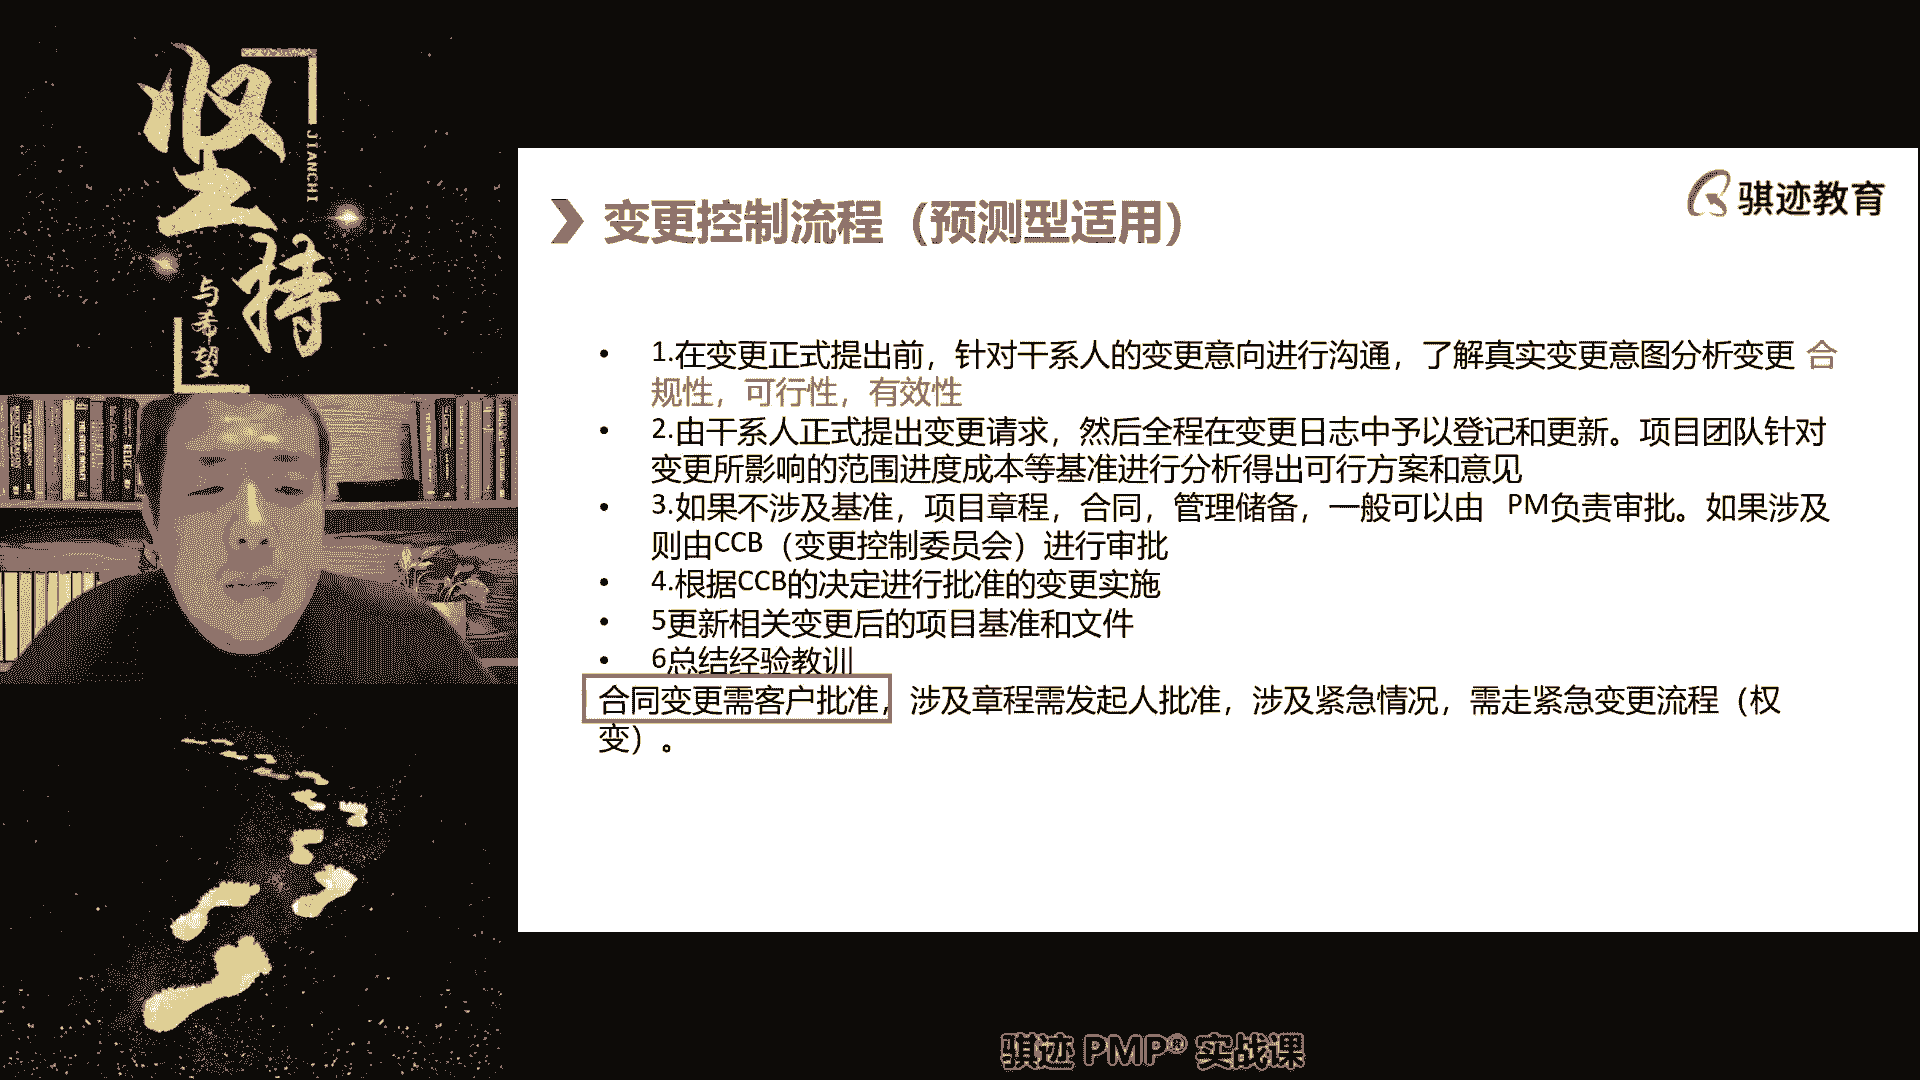 坚持
JIANCHI
与希望
骐迹教育
变更控制流程（预测型适用）
• 1.在变更正式提出前，针对干系人的变更意向进行沟通，了解真实变更意图分析变更 合
规性，可行性，有效性
• 2.由干系人正式提出变更请求，然后全程在变更日志中予以登记和更新。项目团队针对
变更所影响的范围进度成本等基准进行分析得出可行方案和意见
• 3.如果不涉及基准，项目章程，合同，管理储备，一般可以由 PM负责审批。如果涉及
则由CCB（变更控制委员会）进行审批
• 4.根据CCB的决定进行批准的变更实施
• 5更新相关变更后的项目基准和文件
• 6总结经验教训
合同变更需客户批准，涉及章程需发起人批准，涉及紧急情况，需走紧急变更流程（权
变）。
骐迹 PMP® 实战课